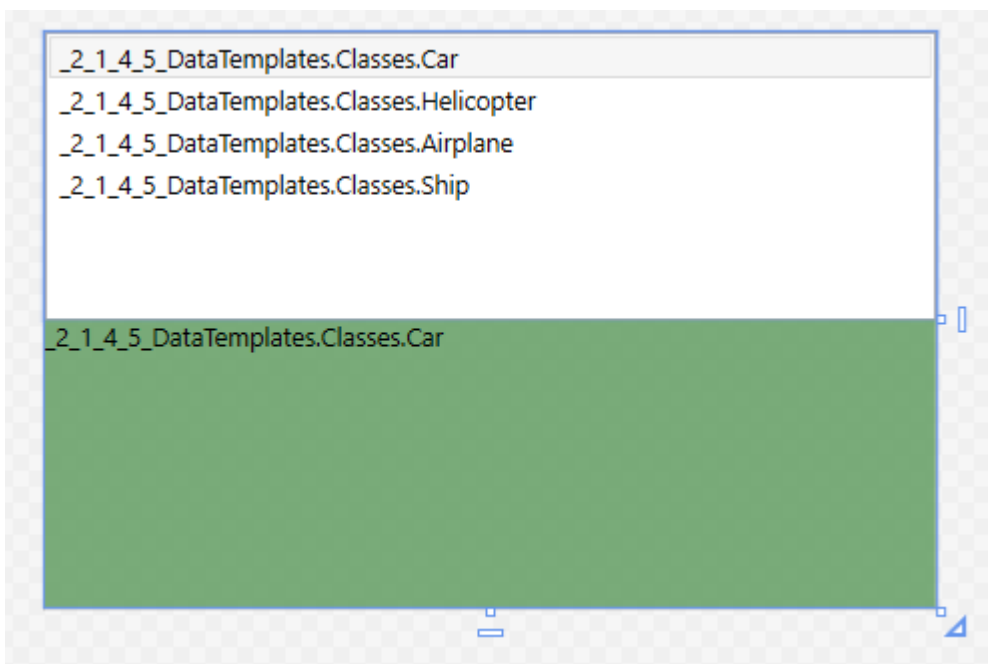 _2_1_4_5_DataTemplates.Classes.Car
_2_1_4_5_DataTemplates.Classes.Helicopter
_2_1_4_5_DataTemplates.Classes.Airplane
_2_1_4_5_DataTemplates.Classes.Ship
_2_1_4_5_DataTemplates.Classes.Car